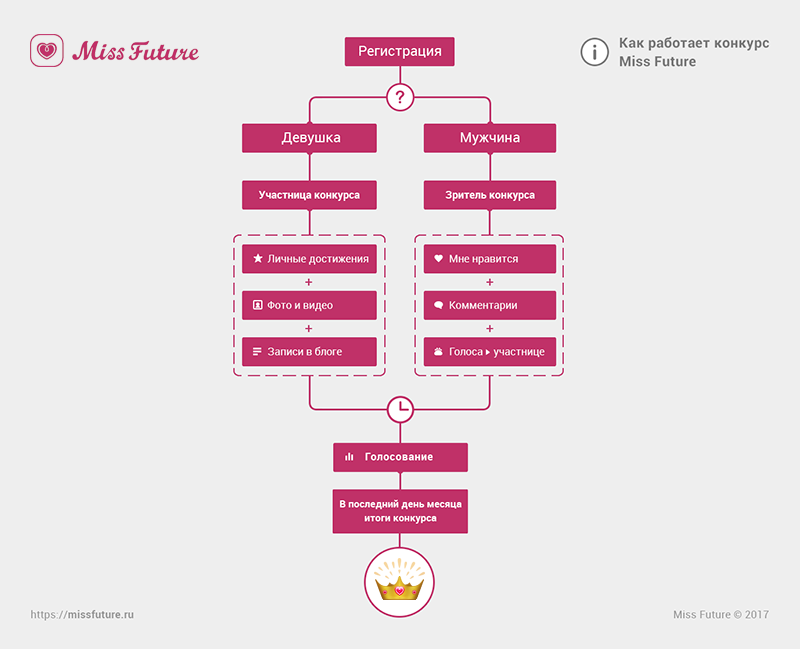 Miss Future
Регистрация
Как работает конкурс
Miss Future
?
Девушка
Мужчина
Участница конкурса
Зритель конкурса
Личные достижения
+
Фото и видео
+
Записи в блоге
Мне нравится
+
Комментарии
+
Голоса ▸ участнице
Голосование
В последний день месяца
итоги конкурса
https://missfuture.ru
Miss Future © 2017